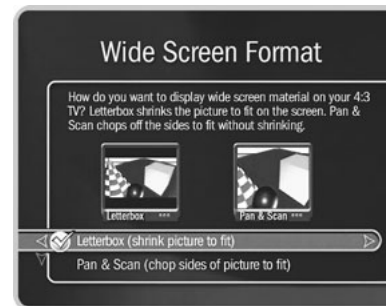 Wide Screen Format
How do you want to display wide screen material on your 4:3
TV? Letterbox shrinks the picture to fit on the screen. Pan &
Scan chops off the sides to fit without shrinking.
Letterbox ***
Pan & Scan ***
Letterbox (shrink picture to fit)
Pan & Scan (chop sides of picture to fit)